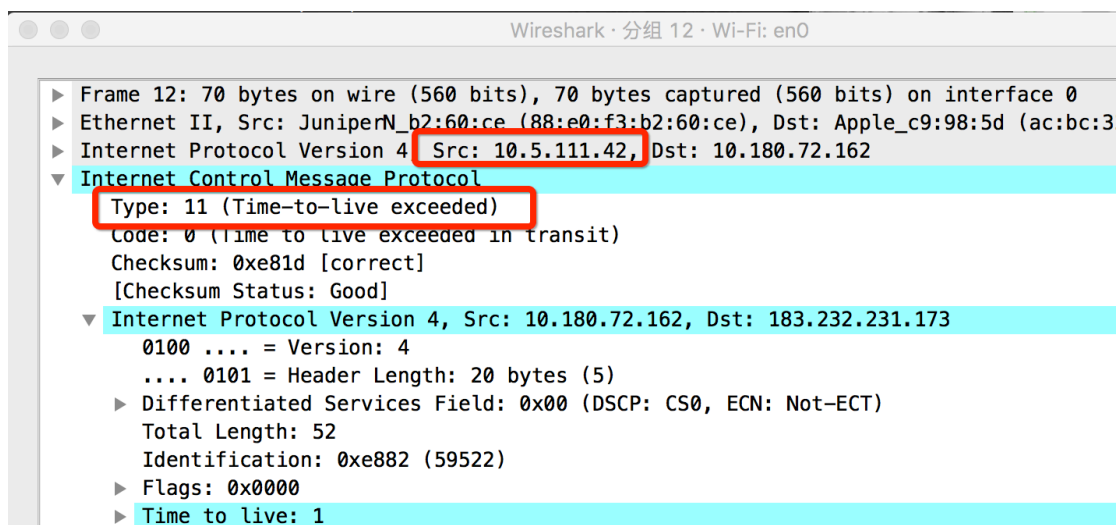 Wireshark · 分组 12 · Wi-Fi: en0
Frame 12: 70 bytes on wire (560 bits), 70 bytes captured (560 bits) on interface 0
Ethernet II, Src: JuniperN_b2:60:ce (88:e0:f3:b2:60:ce), Dst: Apple_c9:98:5d (ac:bc:3
Internet Protocol Version 4 Src: 10.5.111.42, Dst: 10.180.72.162
Internet Control Message Protocol
Type: 11 (Time-to-live exceeded)
Code: 0 (Time to live exceeded in transit)
Checksum: 0xe81d [correct]
[Checksum Status: Good]
Internet Protocol Version 4, Src: 10.180.72.162, Dst: 183.232.231.173
0100 .... = Version: 4
.... 0101 = Header Length: 20 bytes (5)
Differentiated Services Field: 0x00 (DSCP: CS0, ECN: Not-ECT)
Total Length: 52
Identification: 0xe882 (59522)
Flags: 0x0000
Time to live: 1